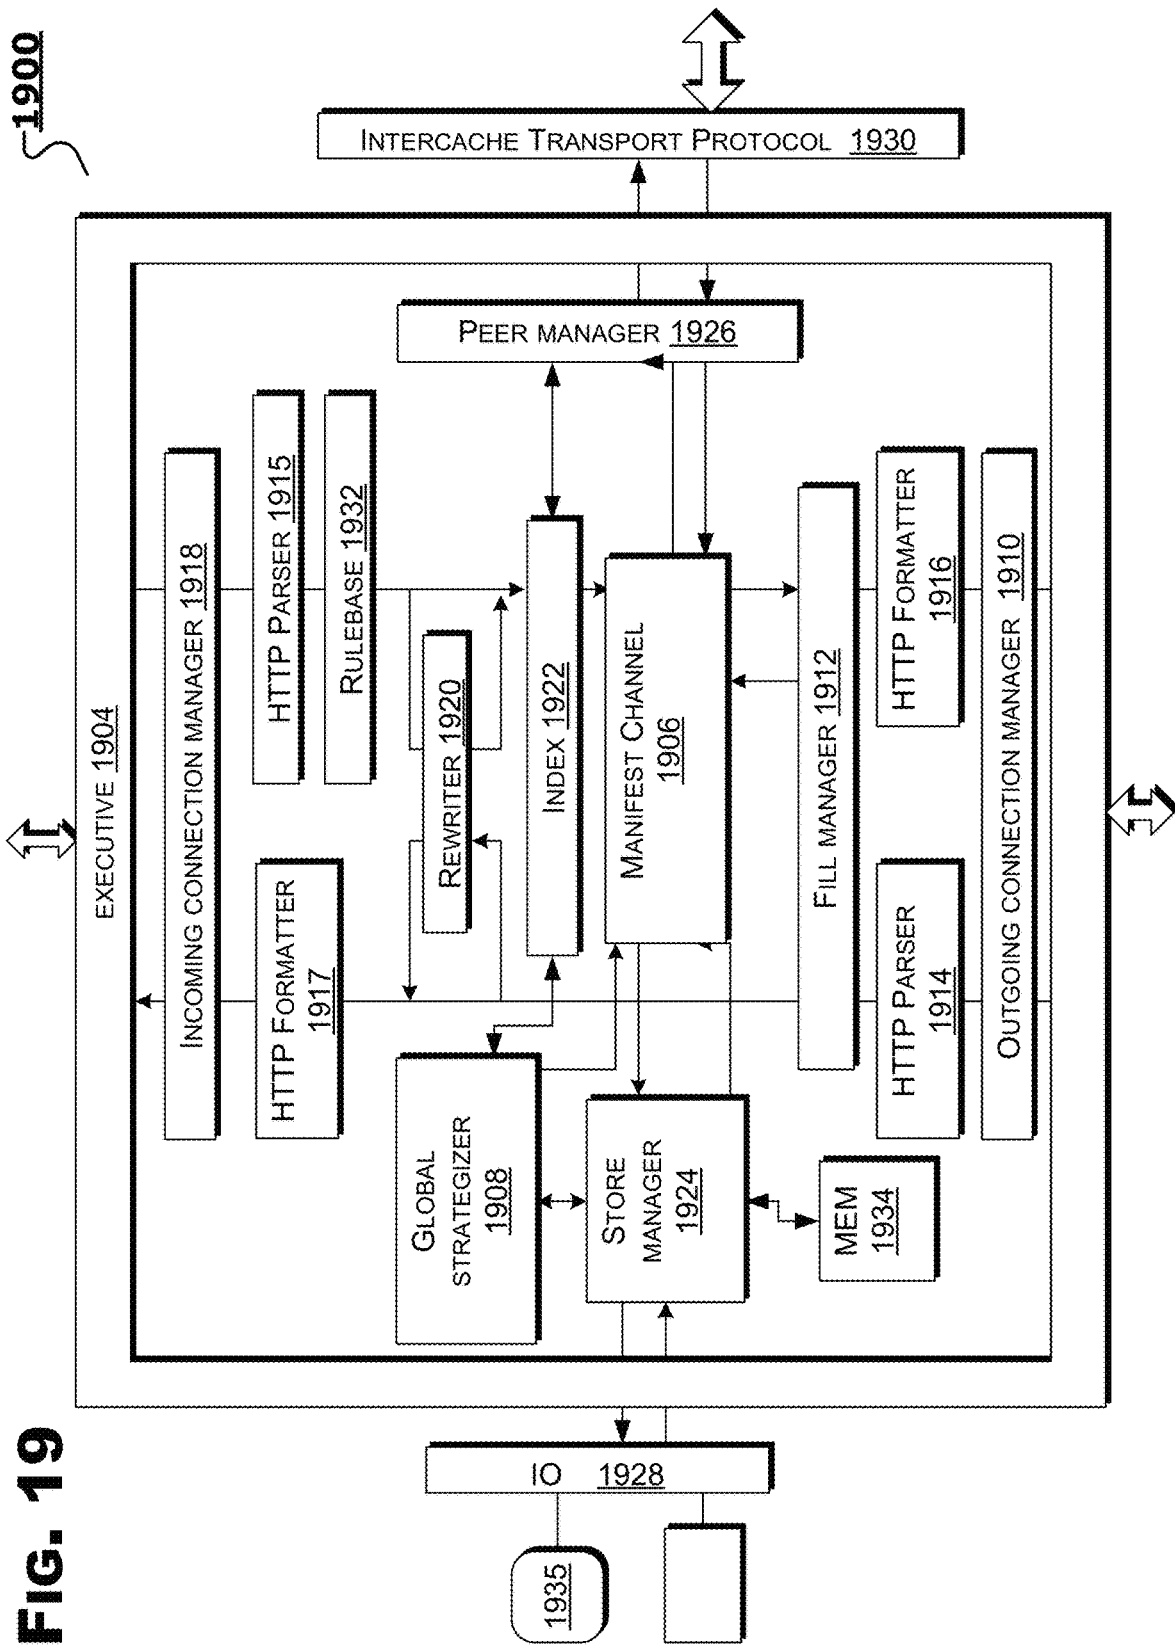 FIG. 19
1900
EXECUTIVE 1904
INCOMING CONNECTION MANAGER 1918
HTTP FORMATTER
1917
HTTP PARSER 1915
RULEBASE 1932
REWRITER 1920
GLOBAL
STRATEGIZER
1908
INDEX 1922
PEER MANAGER 1926
INTERCACHE TRANSPORT PROTOCOL 1930
IO 1928
1935
STORE
MANAGER
1924
MANIFEST CHANNEL
1906
MEM
1934
FILL MANAGER 1912
HTTP PARSER
1914
HTTP FORMATTER
1916
OUTGOING CONNECTION MANAGER 1910